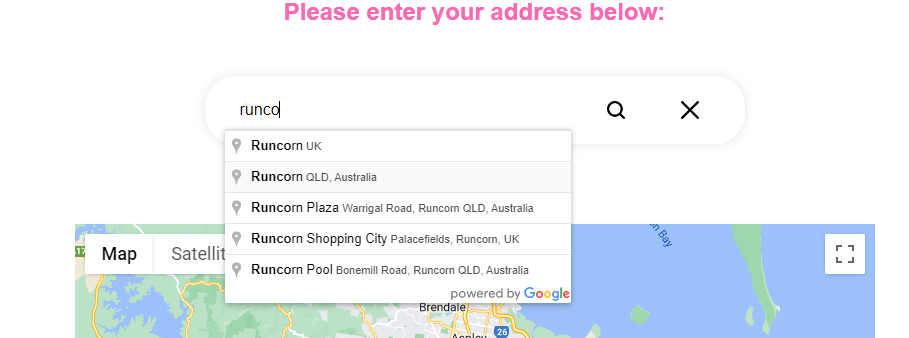 Please enter your address below:
runco
Runcorn UK
Runcorn QLD, Australia
Runcorn Plaza Warrigal Road, Runcorn QLD, Australia
Runcorn Shopping City Palacefields, Runcorn, UK
Runcorn Pool Bonemill Road, Runcorn QLD, Australia
powered by Google
Map Satellit
Bay
Brendale
26